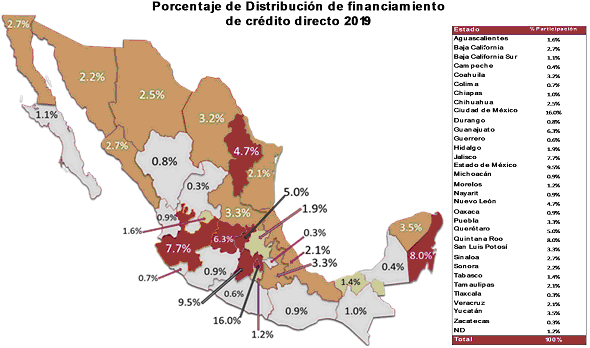 Porcentaje de Distribución de financiamiento
de crédito directo 2019
Estado % Participación
Aguascalientes 1.6%
Baja California 2.7%
Baja California Sur 1.1%
Campeche 0.4%
Coahuila 3.2%
Colima 0.7%
Chispas 1.0%
Chihuahua 2.5%
Ciudad de México 16.0%
Durango 0.8%
Guanajuato 6.3%
Guerrero 0.6%
Hidalgo 1.9%
Jalisco 7.7%
Estado de México 9.5%
Michoacán 0.9%
Morelos 1.2%
Nayarit 0.9%
Nuevo León 4.7%
Oaxaca 0.9%
Puebla 3.3%
Querétaro 5.0%
Quintana Roo 8.0%
San Luis Potosí 3.3%
Sinaloa 2.7%
Sonora 2.2%
Tabasco 1.4%
Tamaulipas 2.1%
Tlaxcala 0.3%
Veracruz 2.1%
Yucatán 3.5%
Zacatecas 0.3%
ND 1.2%
Total 100%
2.7%
2.2%
2.5%
1.1%
3.2%
4.7%
2.7%
0.8%
2.1%
0.3%
5.0%
0.9%
3.3%
1.9%
1.6%
0.3%
6.3%
2.1%
7.7%
3.3%
3.5%
8.0%
0.4%
1.4%
0.7%
0.9%
9.5%
0.6%
16.0%
1.2%
0.9%
1.0%